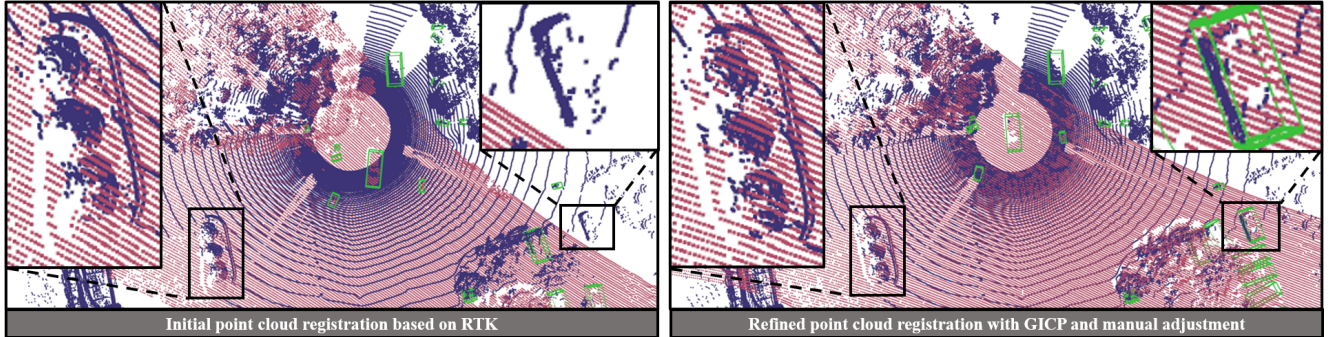 Initial point cloud registration based on RTK
Refined point cloud registration with GICP and manual adjustment